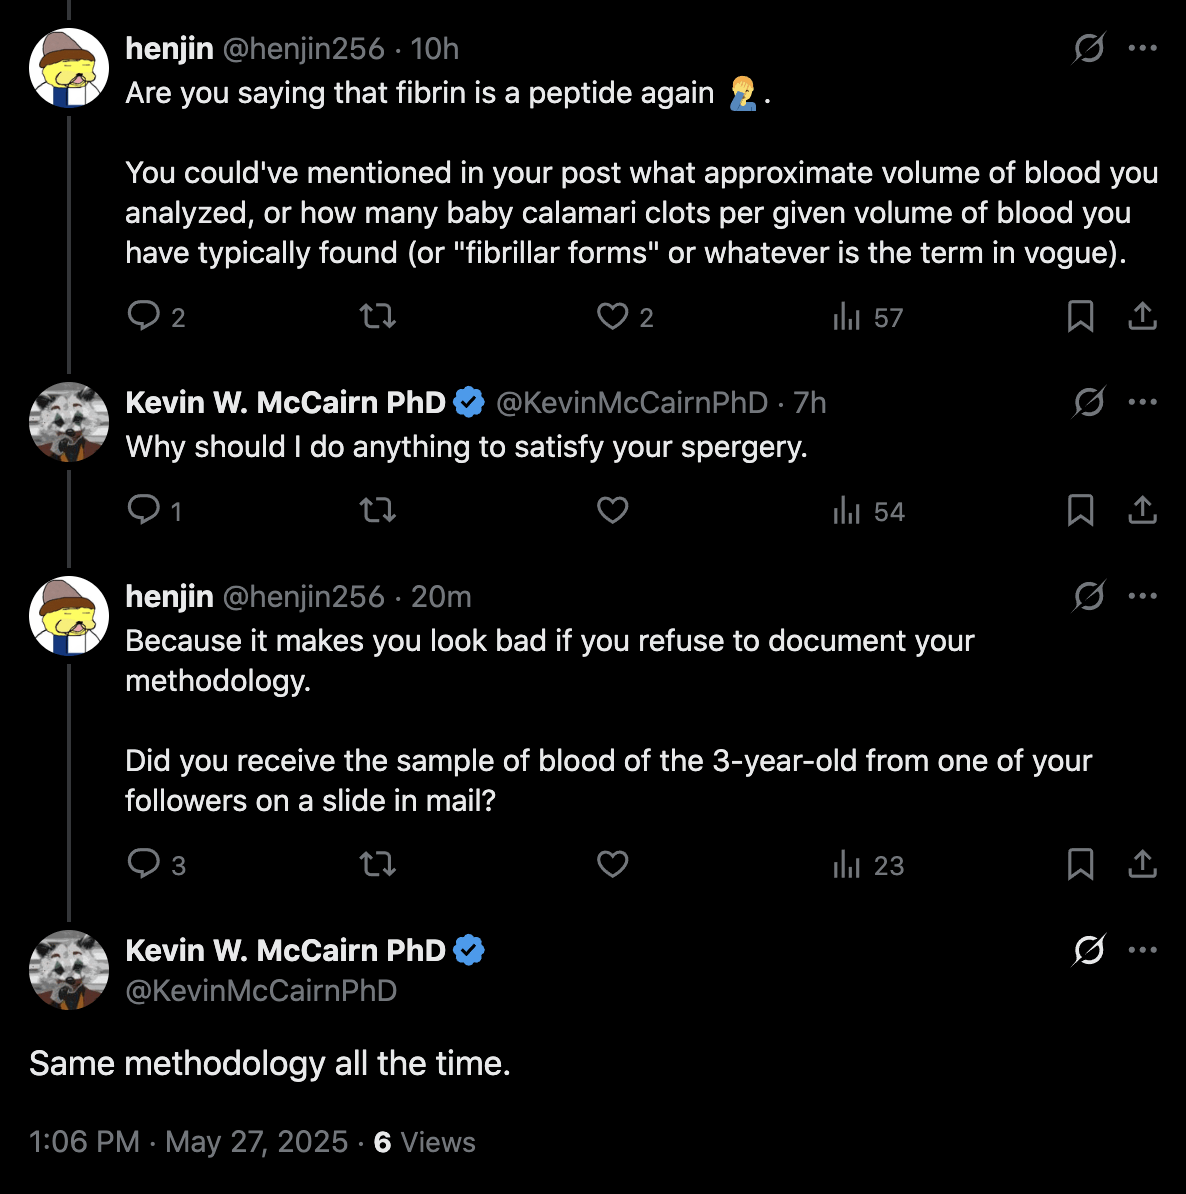 henjin @henjin256 · 10h
Are you saying that fibrin is a peptide again 🤦‍♂️.
You could've mentioned in your post what approximate volume of blood you
analyzed, or how many baby calamari clots per given volume of blood you
have typically found (or "fibrillar forms" or whatever is the term in vogue).
2 2 57
Kevin W. McCairn PhD @KevinMcCairnPhD · 7h
Why should I do anything to satisfy your spergery.
1 54
henjin @henjin256 · 20m
Because it makes you look bad if you refuse to document your
methodology.
Did you receive the sample of blood of the 3-year-old from one of your
followers on a slide in mail?
3 23
Kevin W. McCairn PhD
@KevinMcCairnPhD
Same methodology all the time.
1:06 PM · May 27, 2025 · 6 Views